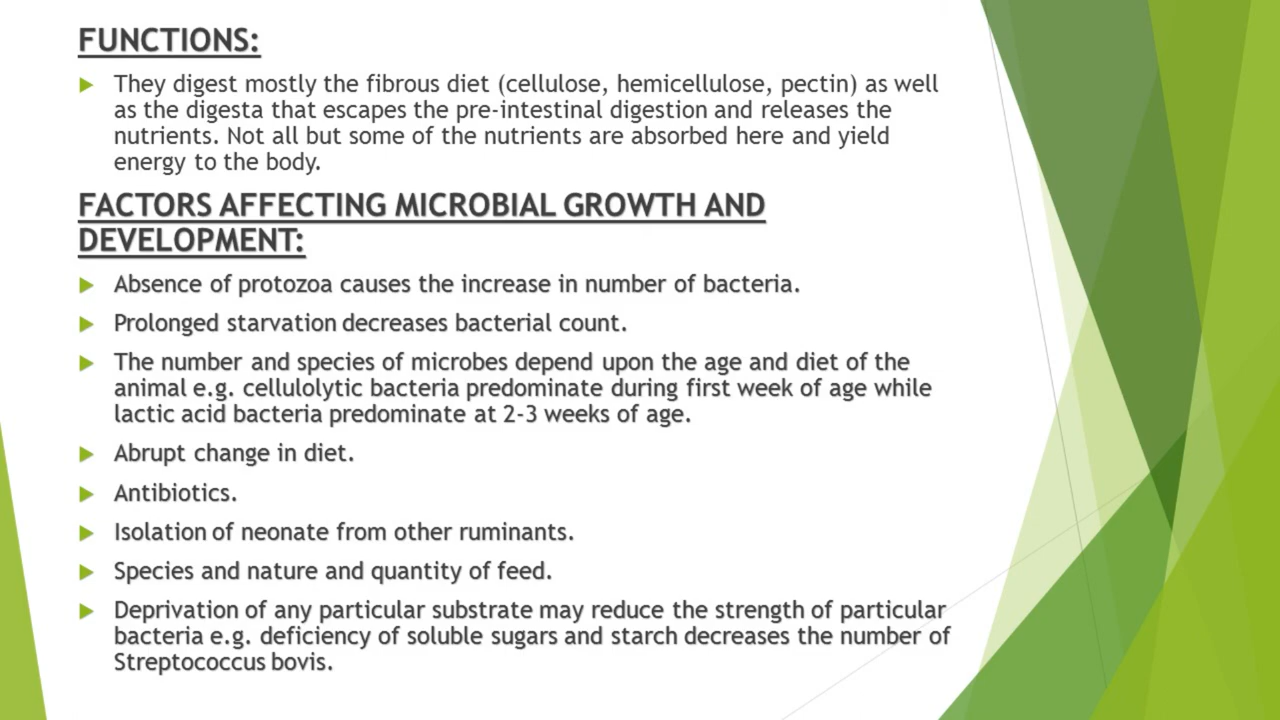 FUNCTIONS:
They digest mostly the fibrous diet (cellulose, hemicellulose, pectin) as well
as the digesta that escapes the pre-intestinal digestion and releases the
nutrients. Not all but some of the nutrients are absorbed here and yield
energy to the body.
FACTORS AFFECTING MICROBIAL GROWTH AND
DEVELOPMENT:
Absence of protozoa causes the increase in number of bacteria.
Prolonged starvation decreases bacterial count.
The number and species of microbes depend upon the age and diet of the
animal e.g. cellulolytic bacteria predominate during first week of age while
lactic acid bacteria predominate at 2-3 weeks of age.
Abrupt change in diet.
Antibiotics.
Isolation of neonate from other ruminants.
Species and nature and quantity of feed.
Deprivation of any particular substrate may reduce the strength of particular
bacteria e.g. deficiency of soluble sugars and starch decreases the number of
Streptococcus bovis.